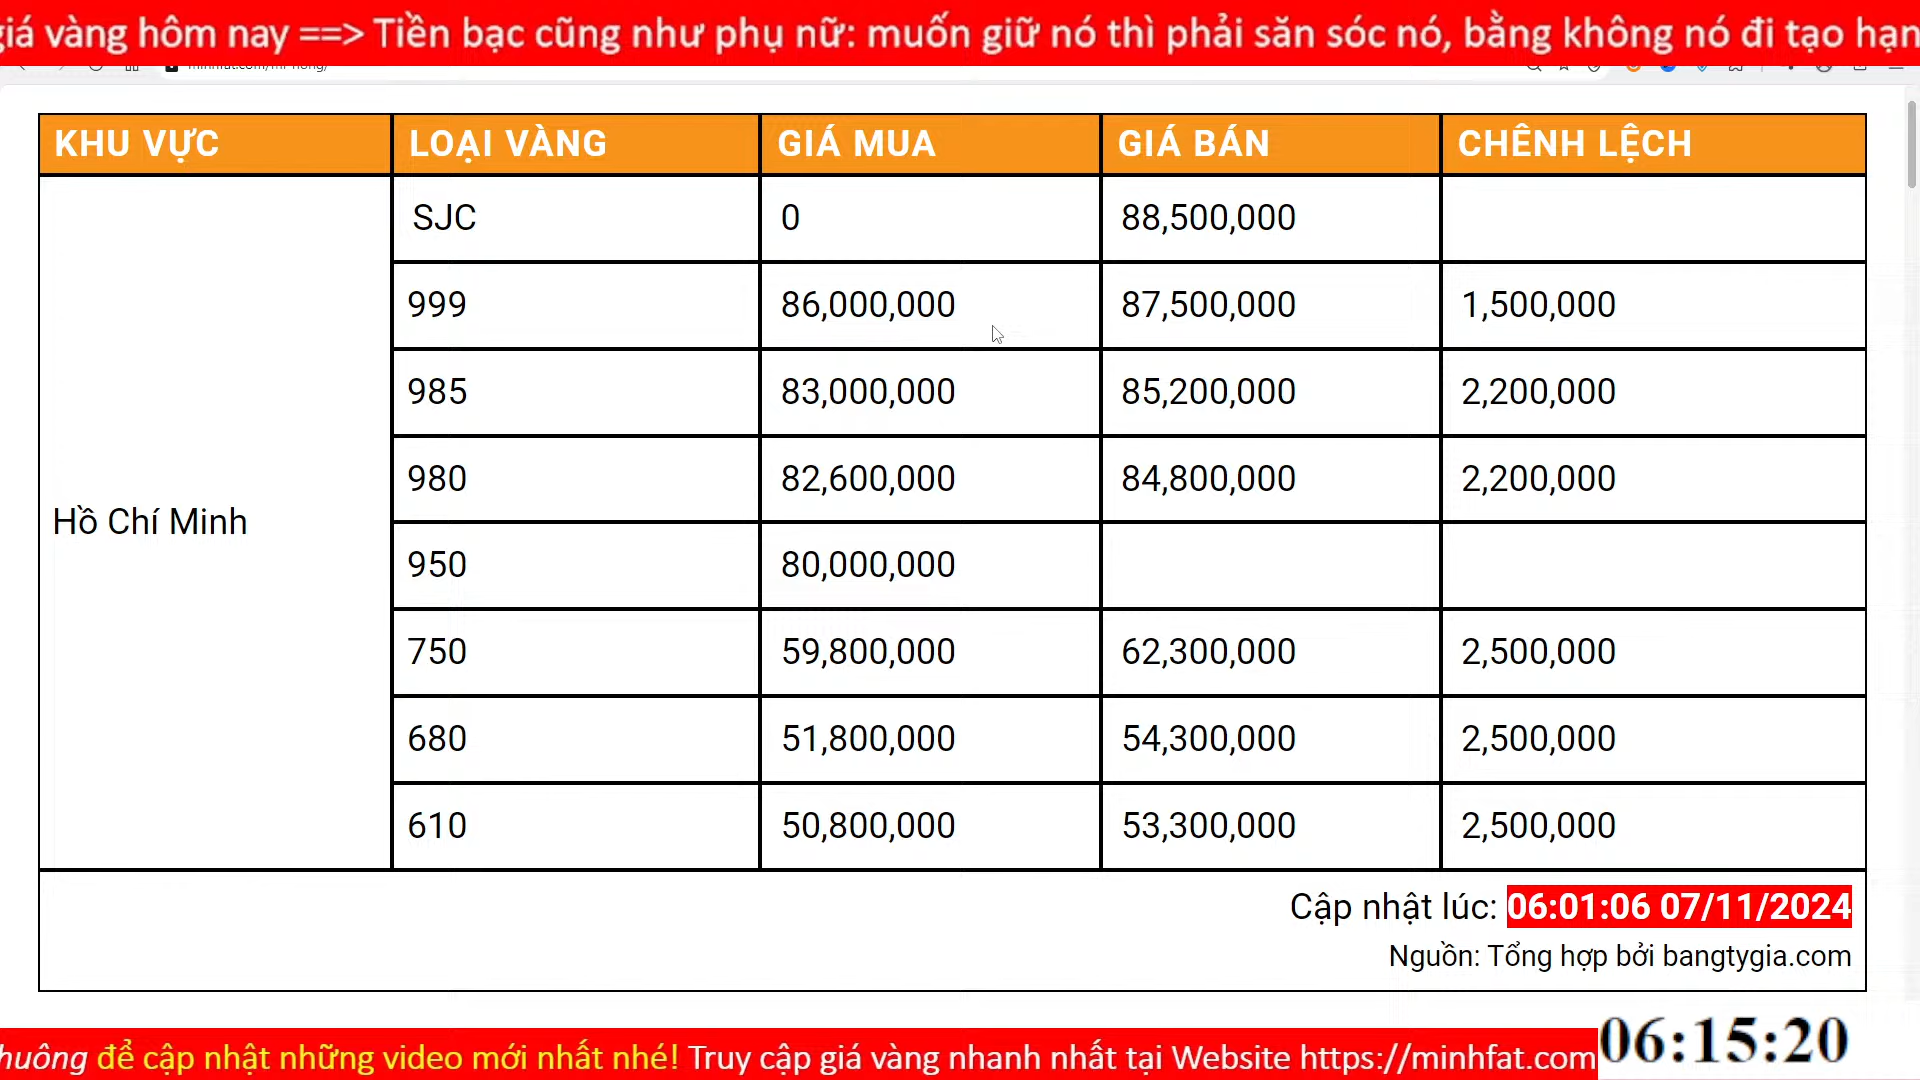 giá vàng hôm nay ==> Tiền bạc cũng như phụ nữ: muốn giữ nó thì phải săn sóc nó, bằng không nó đi tạo hạn
KHU VỰC LOẠI VÀNG GIÁ MUA GIÁ BÁN CHÊNH LỆCH
SJC 0 88,500,000
999 86,000,000 87,500,000 1,500,000
985 83,000,000 85,200,000 2,200,000
980 82,600,000 84,800,000 2,200,000
Hồ Chí Minh
950 80,000,000
750 59,800,000 62,300,000 2,500,000
680 51,800,000 54,300,000 2,500,000
610 50,800,000 53,300,000 2,500,000
Cập nhật lúc: 06:01:06 07/11/2024
Nguồn: Tổng hợp bởi bangtygia.com
huông để cập nhật những video mới nhất nhé! Truy cập giá vàng nhanh nhất tại Website https://minhfat.com
06:15:20